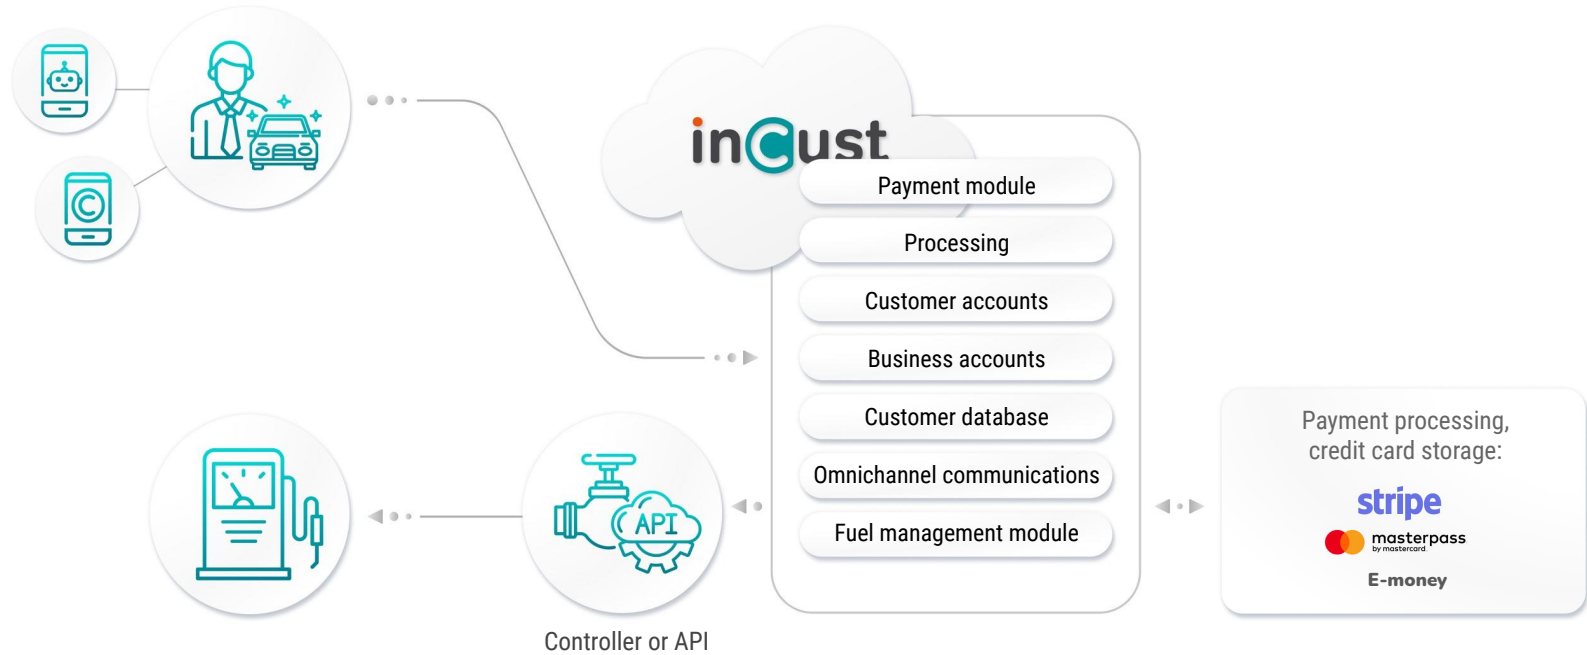 inCust
Payment module
Processing
Customer accounts
Business accounts
Customer database
Omnichannel communications
Fuel management module
API
Controller or API
Payment processing,
credit card storage:
stripe
masterpass
by mastercard
E-money